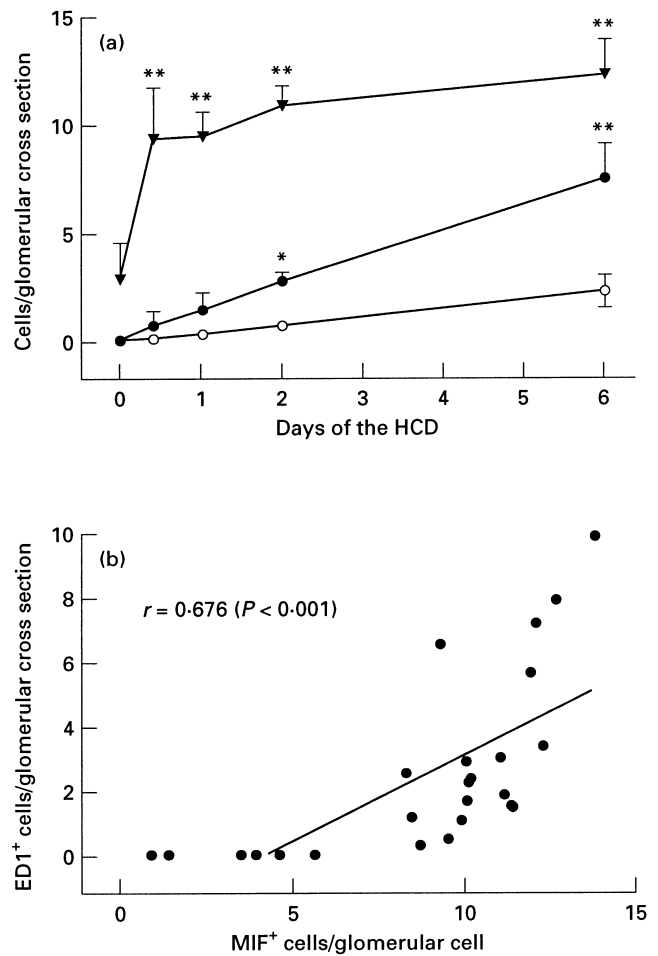 (a)
Cells/glomerular cross section
15
10
5
0
**
**
**
**
**
*
0 1 2 3 4 5 6
Days of the HCD
(b)
r = 0·676 (P < 0·001)
ED1+ cells/glomerular cross section
10
8
6
4
2
0
0 5 10 15
MIF+ cells/glomerular cell